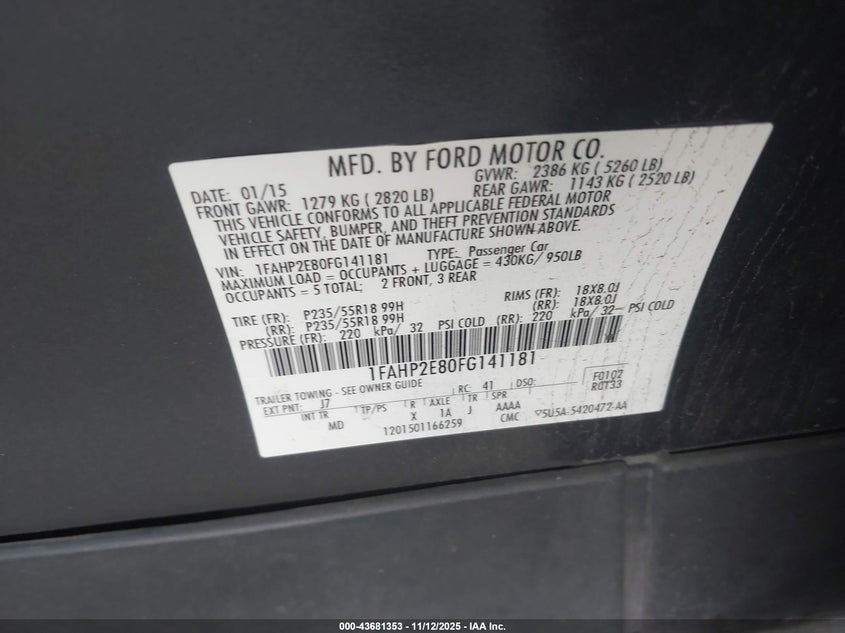 MFD. BY FORD MOTOR CO.
DATE: 01/15 GVWR: 2386 KG ( 5260 LB)
FRONT GAWR: 1279 KG ( 2820 LB) REAR GAWR: 1143 KG ( 2520 LB)
THIS VEHICLE CONFORMS TO ALL APPLICABLE FEDERAL MOTOR
VEHICLE SAFETY, BUMPER, AND THEFT PREVENTION STANDARDS
IN EFFECT ON THE DATE OF MANUFACTURE SHOWN ABOVE.
VIN: 1FAHP2E80FG141181 TYPE: Passenger Car
MAXIMUM LOAD = OCCUPANTS + LUGGAGE = 430KG/ 950LB
OCCUPANTS = 5 TOTAL; 2 FRONT, 3 REAR
TIRE (FR): P235/55R18 99H RIMS (FR): 18X8.0J
(RR): P235/55R18 99H (RR): 18X8.0J
PRESSURE (FR): 220 kPa/ 32 PSI COLD (RR): 220 kPa/ 32 PSI COLD
1FAHP2E80FG141181
TRAILER TOWING - SEE OWNER GUIDE RC: 41 DSO: F0102
EXT PNT: J7 R0T33
INT TR TP/PS R AXLE TR SPR
MD X 1A J AAAA
1201501166259 CMC 5U5A-5420472-AA
000-43681353 - 11/12/2025 - IAA Inc.